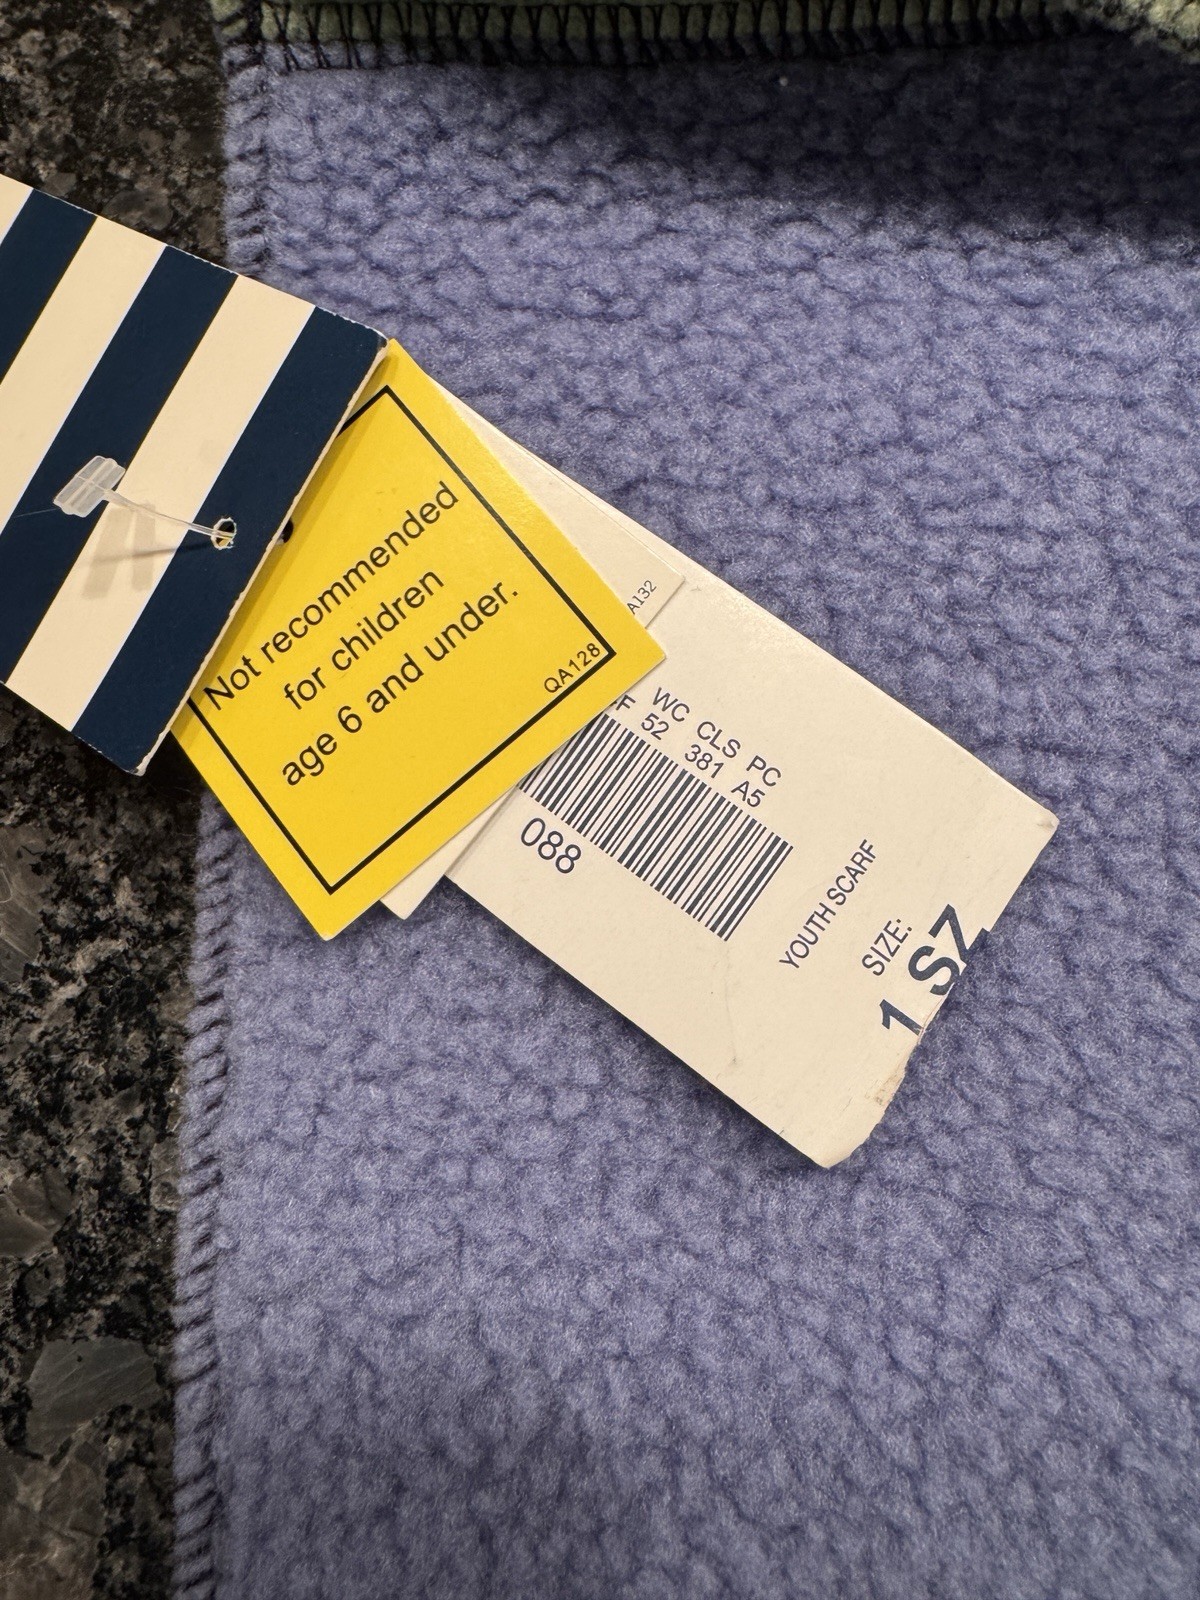 Not recommended
for children
age 6 and under.
QA128
A132
WC CLS PC
F 52 381 A5
088
YOUTH SCARF
SIZE:
1 SZ